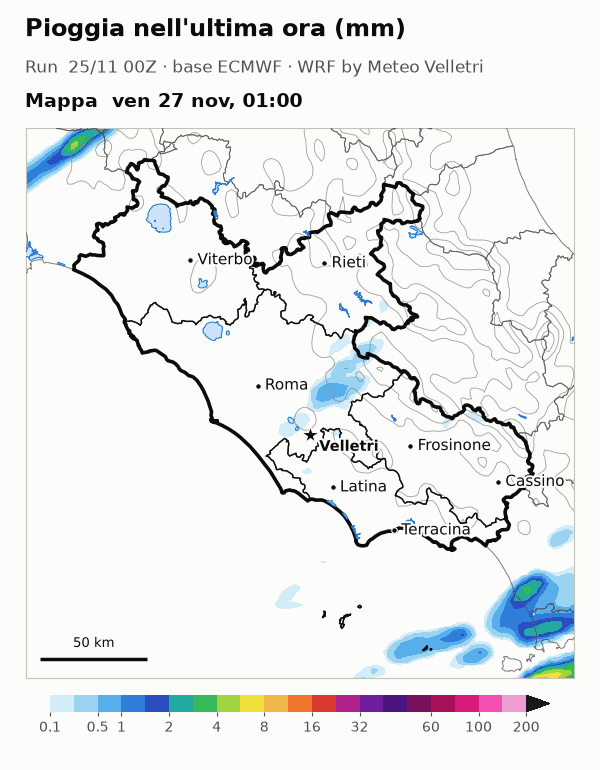 Pioggia nell'ultima ora (mm)
Run  25/11 00Z · base ECMWF · WRF by Meteo Velletri
Mappa  ven 27 nov, 01:00
Viterbo
Rieti
Roma
Velletri
Frosinone
Cassino
Latina
Terracina
50 km
0.1 0.5 1 2 4 8 16 32 60 100 200